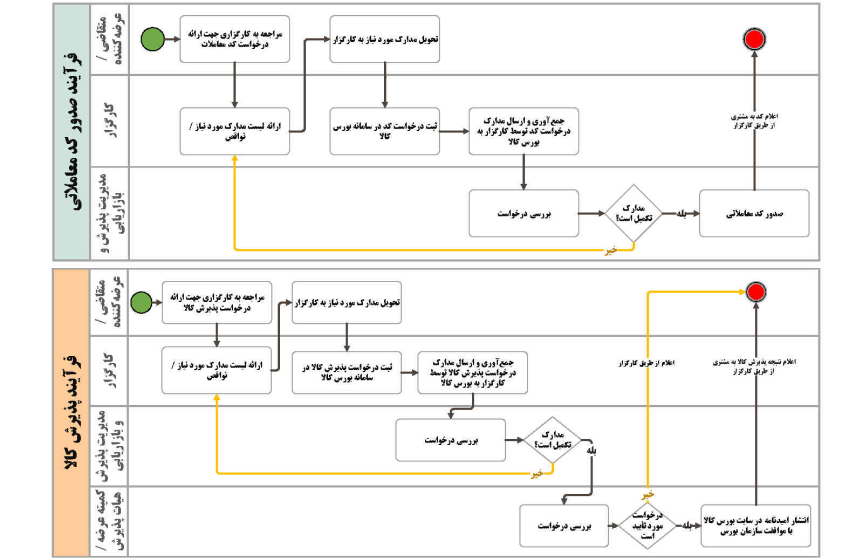 فرآیند صدور کد معاملاتی
متقاضی /
عرضه‌کننده
مراجعه به کارگزاری جهت ارائه
درخواست کد معاملات
تحویل مدارک مورد نیاز به کارگزار
کارگزار
ارائه لیست مدارک مورد نیاز /
نواقص
ثبت درخواست کد در سامانه بورس
کالا
جمع‌آوری و ارسال مدارک
درخواست کد توسط کارگزار به
بورس کالا
اعلام کد به مشتری
از طریق کارگزار
مدیریت پذیرش و
بازاریابی
بررسی درخواست
مدارک
تکمیل است؟
بله
صدور کد معاملاتی
خیر
فرآیند پذیرش کالا
متقاضی /
عرضه‌کننده
مراجعه به کارگزاری جهت ارائه
درخواست پذیرش کالا
تحویل مدارک مورد نیاز به کارگزار
کارگزار
ارائه لیست مدارک مورد نیاز /
نواقص
ثبت درخواست پذیرش کالا در
سامانه بورس کالا
جمع‌آوری و ارسال مدارک
درخواست پذیرش کالا توسط
کارگزار به بورس کالا
اعلام از طریق کارگزار
اعلام نتیجه پذیرش کالا به مشتری
از طریق کارگزار
مدیریت پذیرش
و بازاریابی
بررسی درخواست
مدارک
تکمیل است؟
بله
خیر
کمیته عرضه /
هیات پذیرش
بررسی درخواست
خیر
درخواست
مورد تایید
است
بله
انتشار امیدنامه در سایت بورس کالا
با موافقت سازمان بورس